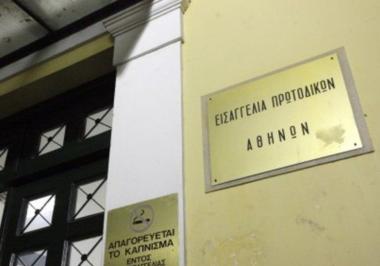 ΕΙΣΑΓΓΕΛΙΑ ΠΡΩΤΟΔΙΚΩΝ
ΑΘΗΝΩΝ
ΑΠΑΓΟΡΕΥΕΤΑΙ
ΤΟ ΚΑΠΝΙΣΜΑ
ΕΝΤΟΣ